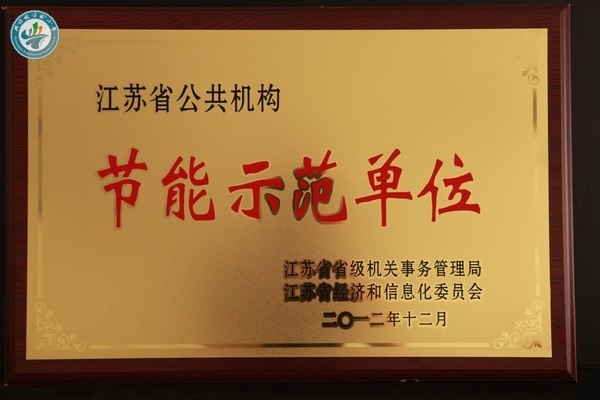 江苏省公共机构
节能示范单位
江苏省省级机关事务管理局
江苏省经济和信息化委员会
二〇一二年十二月